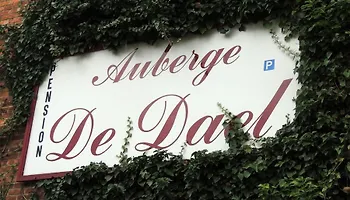 PENSION
Auberge
P
De Dael